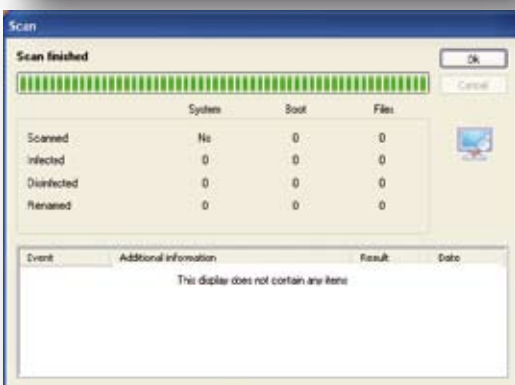 Scan
Scan finished
Ok
Cancel
System Boot Files
Scanned No 0 0
Infected 0 0 0
Disinfected 0 0 0
Renamed 0 0 0
Event Additional information Result Date
This display does not contain any items